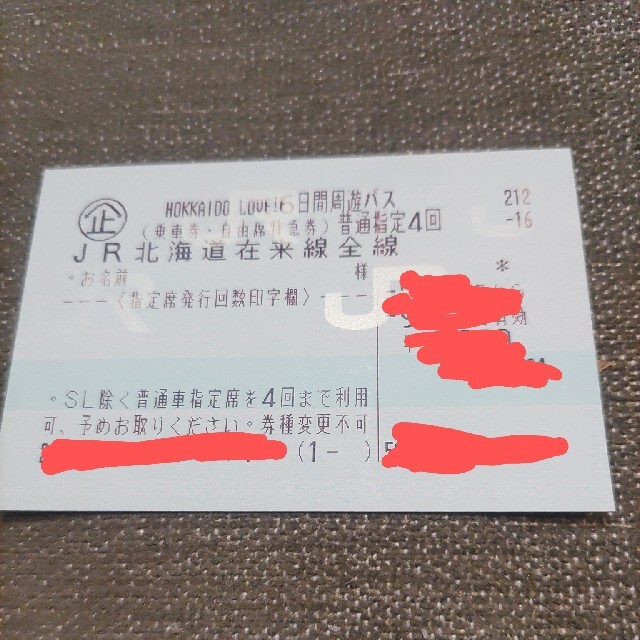 企
HOKKAIDO LOVE!6日間周遊パス
212
(乗車券・自由席特急券)普通指定4回
-16
JR北海道在来線全線
*
。お名前 様
---〈指定席発行回数印字欄〉---
。SL除く普通車指定席を4回まで利用
可、予めお取りください。券種変更不可
(1- )